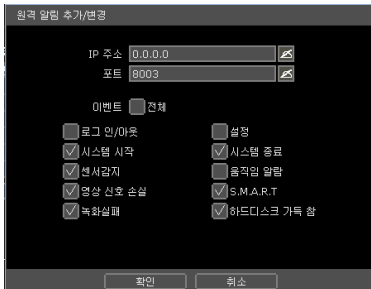 원격 알림 추가/변경
IP 주소 0.0.0.0
포트 8003
이벤트 전체
로그 인/아웃 설정
시스템 시작 시스템 종료
센서감지 움직임 알람
영상 신호 손실 S.M.A.R.T
녹화실패 하드디스크 가득 참
확인 취소